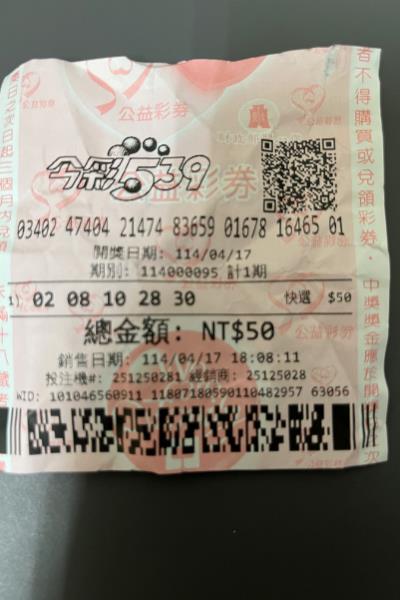 今彩539
公益彩券
03402 47404 21474 83659 01678 16465 01
開獎日期: 114/04/17
期別: 114000095 計1期
1) 02 08 10 28 30 快選 $50
總金額: NT$50
銷售日期: 114/04/17 18:08:11
投注機#: 251250281 經銷商: 25125028
WID: 101046560911 11807180590110482957 63056
者不得購買或兌領彩券。中獎獎金應於開